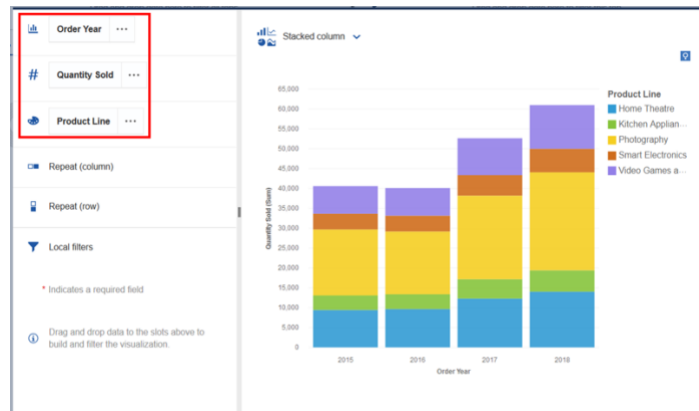 Order Year ...
# Quantity Sold ...
Product Line ...
Repeat (column)
Repeat (row)
Local filters
* Indicates a required field
Drag and drop data to the slots above to
build and filter the visualization.
Stacked column
65,000
60,000
55,000
50,000
45,000
40,000
35,000
30,000
25,000
20,000
15,000
10,000
5,000
0
Quantity Sold (Sum)
2015
2016
2017
2018
Order Year
Product Line
Home Theatre
Kitchen Applian...
Photography
Smart Electronics
Video Games a...